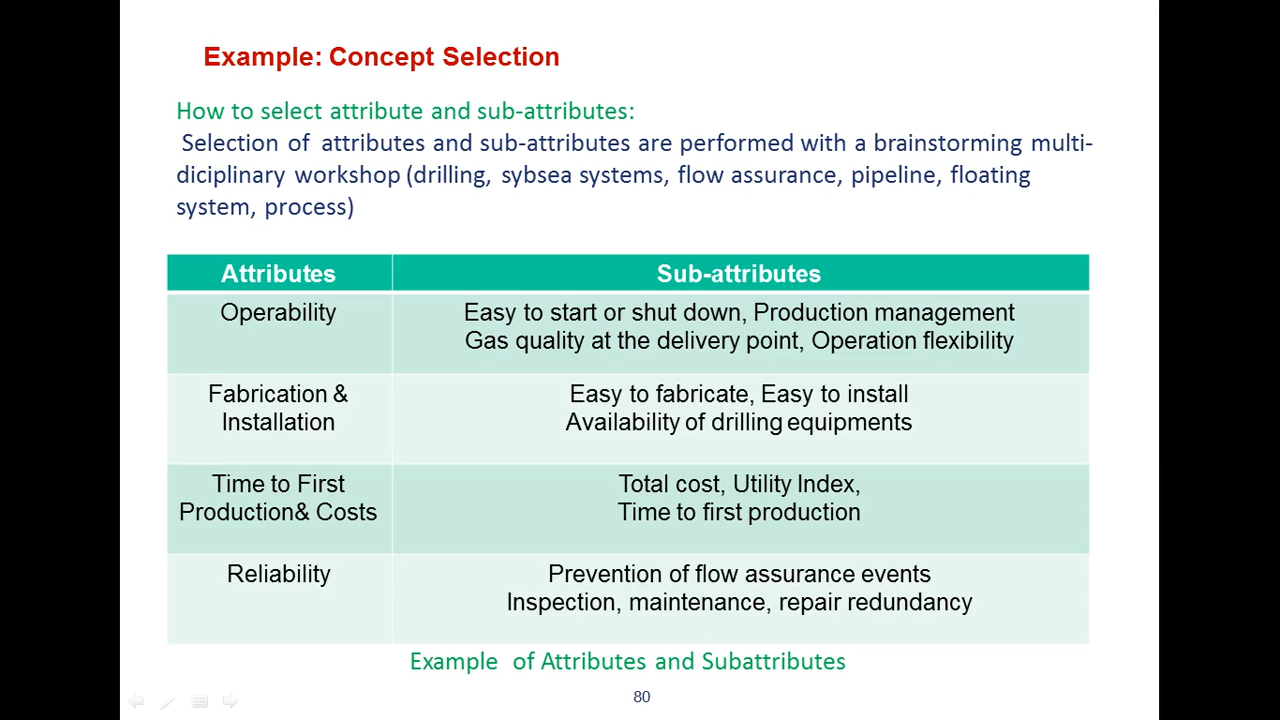 Example: Concept Selection
How to select attribute and sub-attributes:
Selection of attributes and sub-attributes are performed with a brainstorming multi-
diciplinary workshop (drilling, sybsea systems, flow assurance, pipeline, floating
system, process)
Attributes Sub-attributes
Operability Easy to start or shut down, Production management
Gas quality at the delivery point, Operation flexibility
Fabrication & Easy to fabricate, Easy to install
Installation Availability of drilling equipments
Time to First Total cost, Utility Index,
Production& Costs Time to first production
Reliability Prevention of flow assurance events
Inspection, maintenance, repair redundancy
Example of Attributes and Subattributes
80